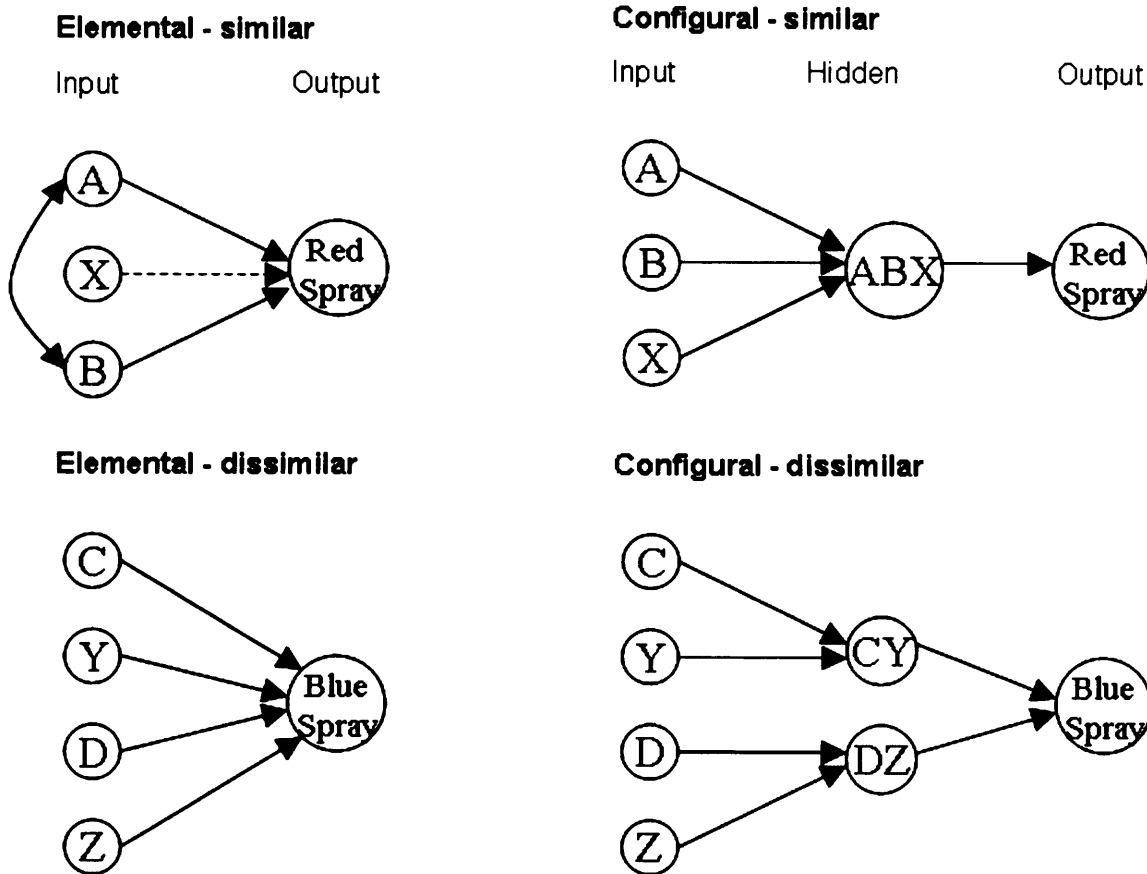 Elemental - similar
Input Output
A
X
B
Red
Spray
Configural - similar
Input Hidden Output
A
B
X
ABX
Red
Spray
Elemental - dissimilar
C
Y
D
Z
Blue
Spray
Configural - dissimilar
C
Y
D
Z
CY
DZ
Blue
Spray